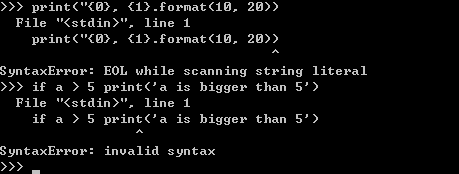 >>> print("{0}, {1}.format(10, 20))
  File "<stdin>", line 1
    print("{0}, {1}.format(10, 20))
                                  ^
SyntaxError: EOL while scanning string literal
>>> if a > 5 print('a is bigger than 5')
  File "<stdin>", line 1
    if a > 5 print('a is bigger than 5')
                 ^
SyntaxError: invalid syntax
>>> _